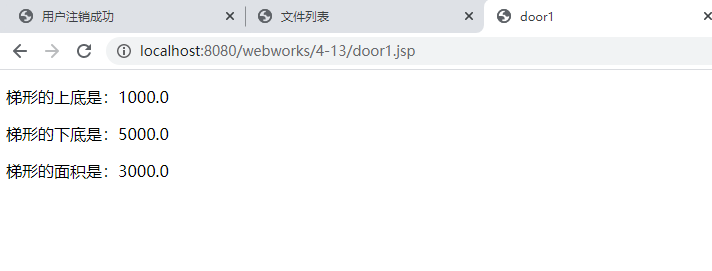 用户注销成功 文件列表 door1
localhost:8080/webworks/4-13/door1.jsp
梯形的上底是：1000.0
梯形的下底是：5000.0
梯形的面积是：3000.0